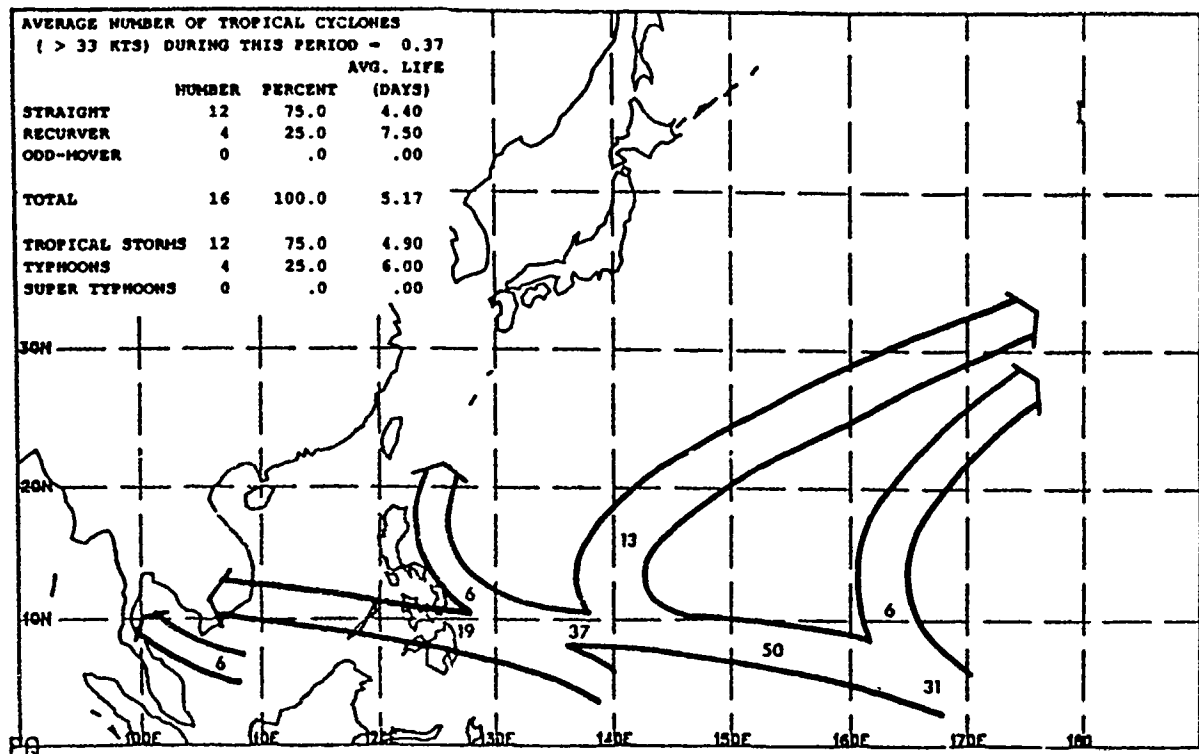 AVERAGE NUMBER OF TROPICAL CYCLONES
( > 33 KTS) DURING THIS PERIOD = 0.37
AVG. LIFE
NUMBER PERCENT (DAYS)
STRAIGHT 12 75.0 4.40
RECURVER 4 25.0 7.50
ODD-MOVER 0 .0 .00
TOTAL 16 100.0 5.17
TROPICAL STORMS 12 75.0 4.90
TYPHOONS 4 25.0 6.00
SUPER TYPHOONS 0 .0 .00
30N
20N
13
10N
6
6
19
37
50
6
31
100E
130E
140E
150E
160E
170E
180